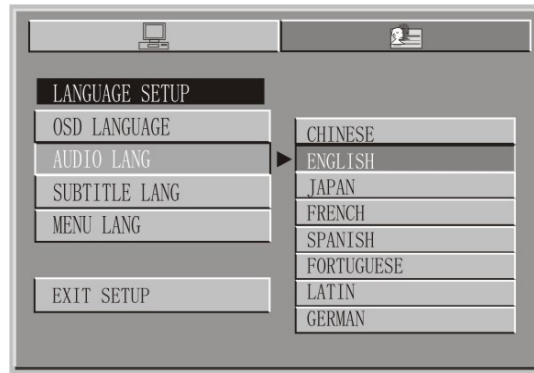 LANGUAGE SETUP
OSD LANGUAGE
AUDIO LANG
SUBTITLE LANG
MENU LANG
EXIT SETUP
CHINESE
ENGLISH
JAPAN
FRENCH
SPANISH
FORTUGUESE
LATIN
GERMAN